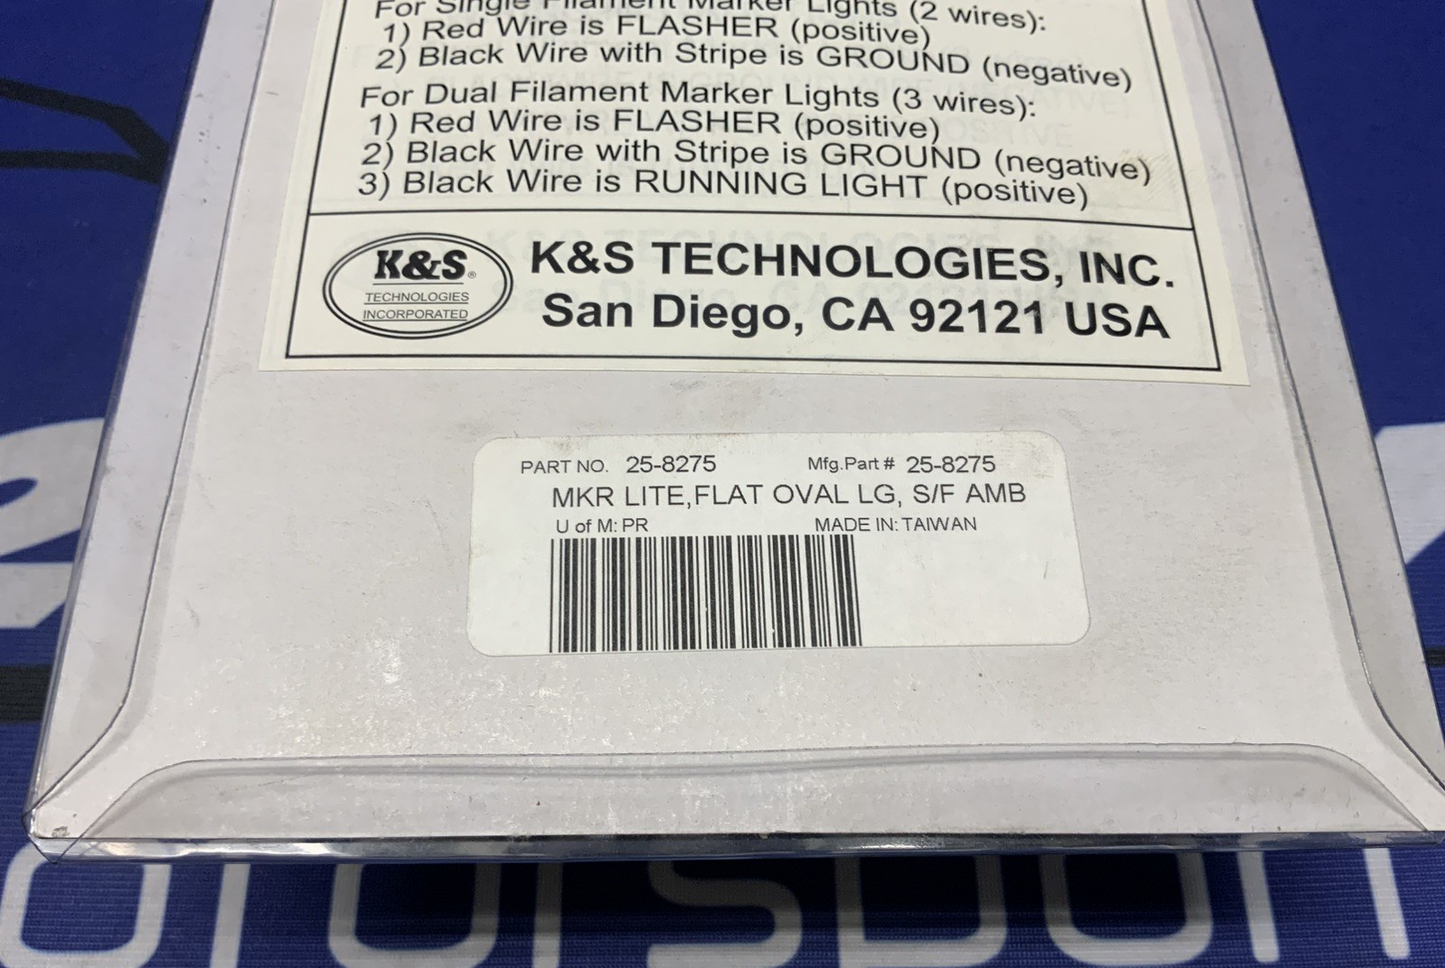 For Single Filament Marker Lights (2 wires):
1) Red Wire is FLASHER (positive)
2) Black Wire with Stripe is GROUND (negative)
For Dual Filament Marker Lights (3 wires):
1) Red Wire is FLASHER (positive)
2) Black Wire with Stripe is GROUND (negative)
3) Black Wire is RUNNING LIGHT (positive)
K&S®
TECHNOLOGIES
INCORPORATED
K&S TECHNOLOGIES, INC.
San Diego, CA 92121 USA
PART NO. 25-8275 Mfg.Part # 25-8275
MKR LITE,FLAT OVAL LG, S/F AMB
U of M: PR MADE IN: TAIWAN